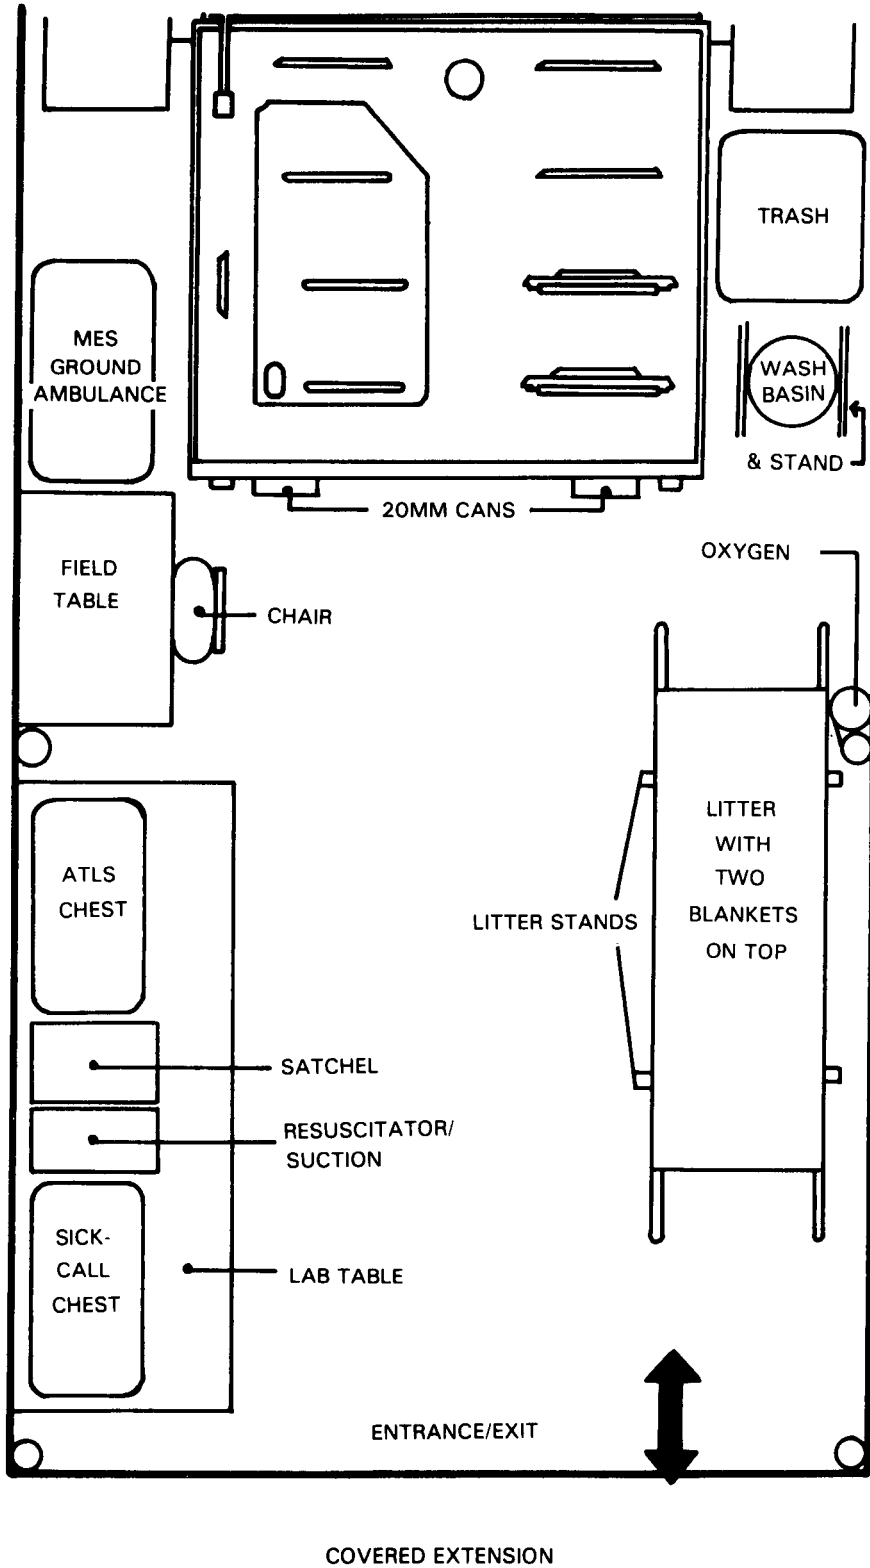 TRASH
MES
GROUND
AMBULANCE
WASH
BASIN
& STAND
20MM CANS
OXYGEN
FIELD
TABLE
CHAIR
LITTER
WITH
TWO
BLANKETS
ON TOP
ATLS
CHEST
LITTER STANDS
SATCHEL
RESUSCITATOR/
SUCTION
SICK-
CALL
CHEST
LAB TABLE
ENTRANCE/EXIT
COVERED EXTENSION